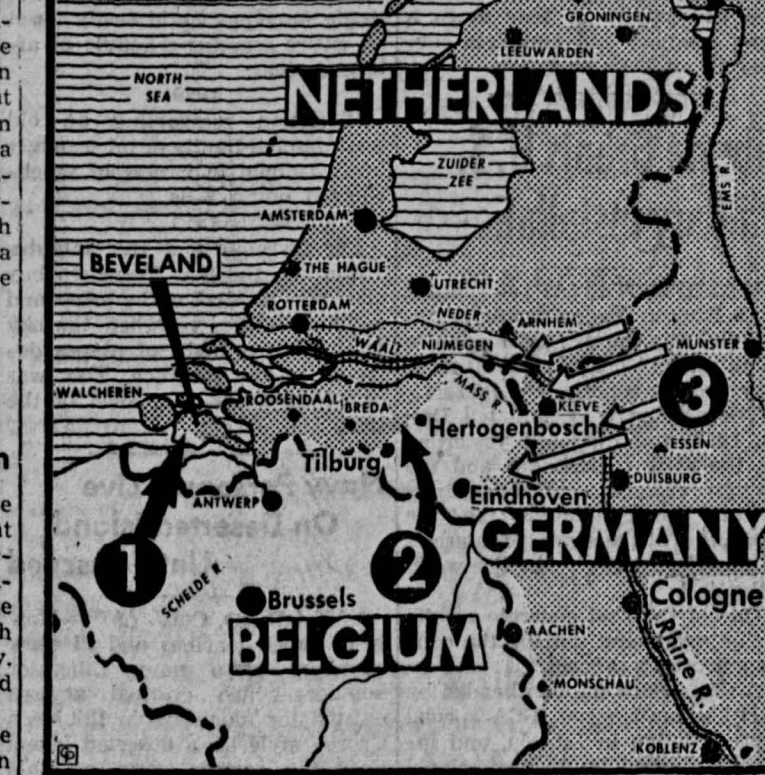 GRONINGEN
LEEUWARDEN
NORTH
SEA
NETHERLANDS
ZUIDER
ZEE
EMS R.
AMSTERDAM
BEVELAND
THE HAGUE
UTRECHT
ROTTERDAM
NEDER
ARNHEM
WAAL
NIJMEGEN
MUNSTER
MASS R.
WALCHEREN
ROOSENDAAL
BREDA
KLEVE
3
Hertogenbosch
ESSEN
Tilburg
DUISBURG
ANTWERP
Eindhoven
GERMANY
1
2
SCHELDE R.
Brussels
Cologne
BELGIUM
AACHEN
Rhine R.
MONSCHAU
KOBLENZ
CP